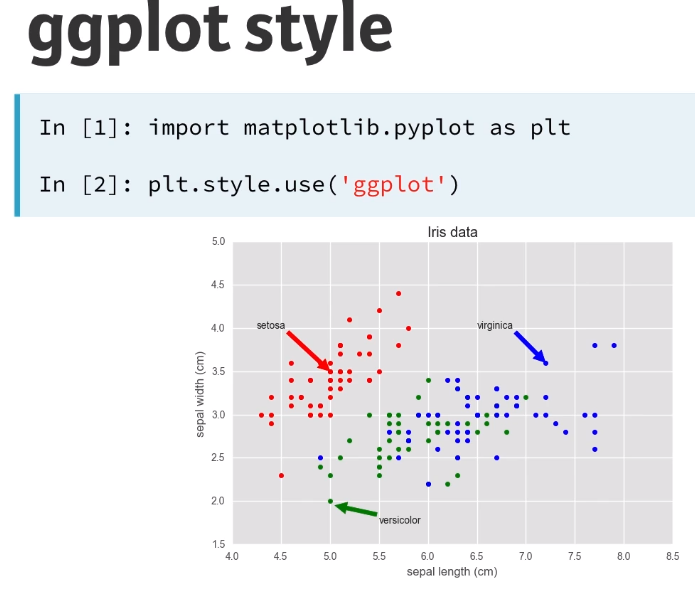 ggplot style
In [1]: import matplotlib.pyplot as plt
In [2]: plt.style.use('ggplot')
Iris data
5.0
4.5
4.0
3.5
3.0
2.5
2.0
1.5
sepal width (cm)
setosa
virginica
versicolor
4.0 4.5 5.0 5.5 6.0 6.5 7.0 7.5 8.0 8.5
sepal length (cm)